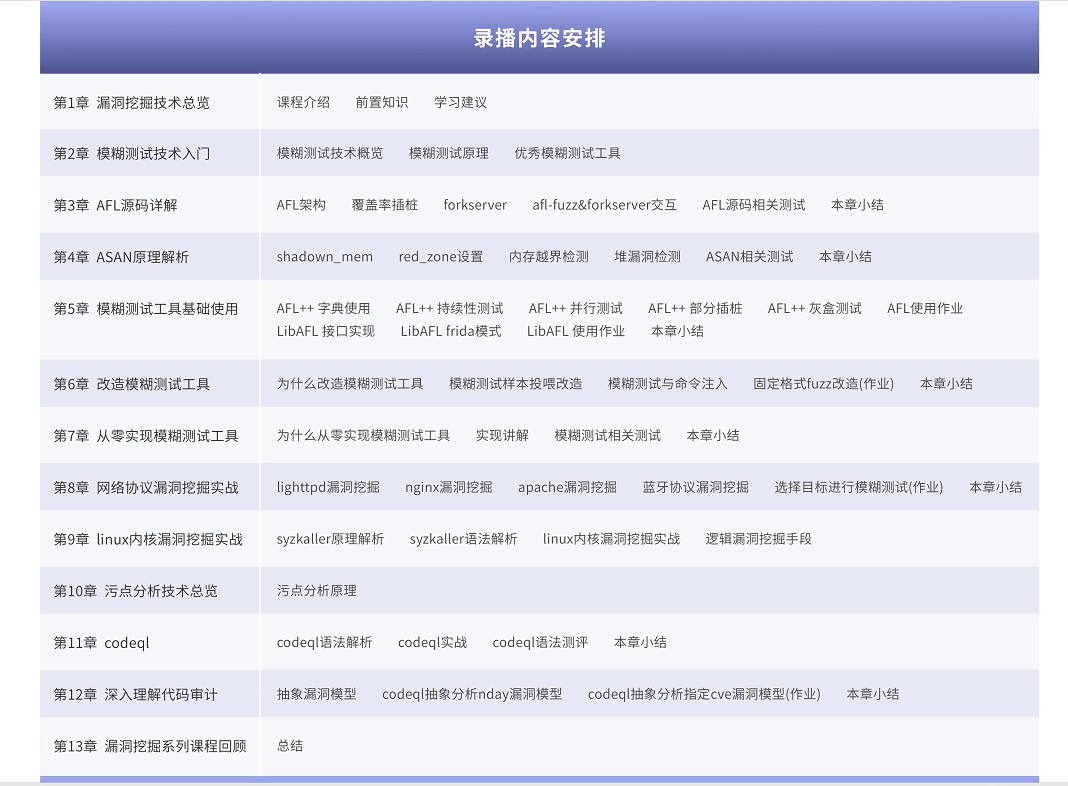 录播内容安排
第1章 漏洞挖掘技术总览 课程介绍 前置知识 学习建议
第2章 模糊测试技术入门 模糊测试技术概览 模糊测试原理 优秀模糊测试工具
第3章 AFL源码详解 AFL架构 覆盖率插桩 forkserver afl-fuzz&forkserver交互 AFL源码相关测试 本章小结
第4章 ASAN原理解析 shadown_mem red_zone设置 内存越界检测 堆漏洞检测 ASAN相关测试 本章小结
第5章 模糊测试工具基础使用 AFL++ 字典使用 AFL++ 持续性测试 AFL++ 并行测试 AFL++ 部分插桩 AFL++ 灰盒测试 AFL使用作业
LibAFL 接口实现 LibAFL frida模式 LibAFL 使用作业 本章小结
第6章 改造模糊测试工具 为什么改造模糊测试工具 模糊测试样本投喂改造 模糊测试与命令注入 固定格式fuzz改造(作业) 本章小结
第7章 从零实现模糊测试工具 为什么从零实现模糊测试工具 实现讲解 模糊测试相关测试 本章小结
第8章 网络协议漏洞挖掘实战 lighttpd漏洞挖掘 nginx漏洞挖掘 apache漏洞挖掘 蓝牙协议漏洞挖掘 选择目标进行模糊测试(作业) 本章小结
第9章 linux内核漏洞挖掘实战 syzkaller原理解析 syzkaller语法解析 linux内核漏洞挖掘实战 逻辑漏洞挖掘手段
第10章 污点分析技术总览 污点分析原理
第11章 codeql codeql语法解析 codeql实战 codeql语法测评 本章小结
第12章 深入理解代码审计 抽象漏洞模型 codeql抽象分析nday漏洞模型 codeql抽象分析指定cve漏洞模型(作业) 本章小结
第13章 漏洞挖掘系列课程回顾 总结